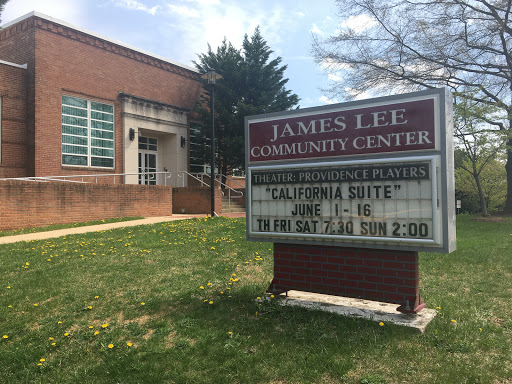 JAMES LEE
COMMUNITY CENTER
THEATER: PROVIDENCE PLAYERS
"CALIFORNIA SUITE"
JUNE 1 - 16
TH FRI SAT 7:30 SUN 2:00